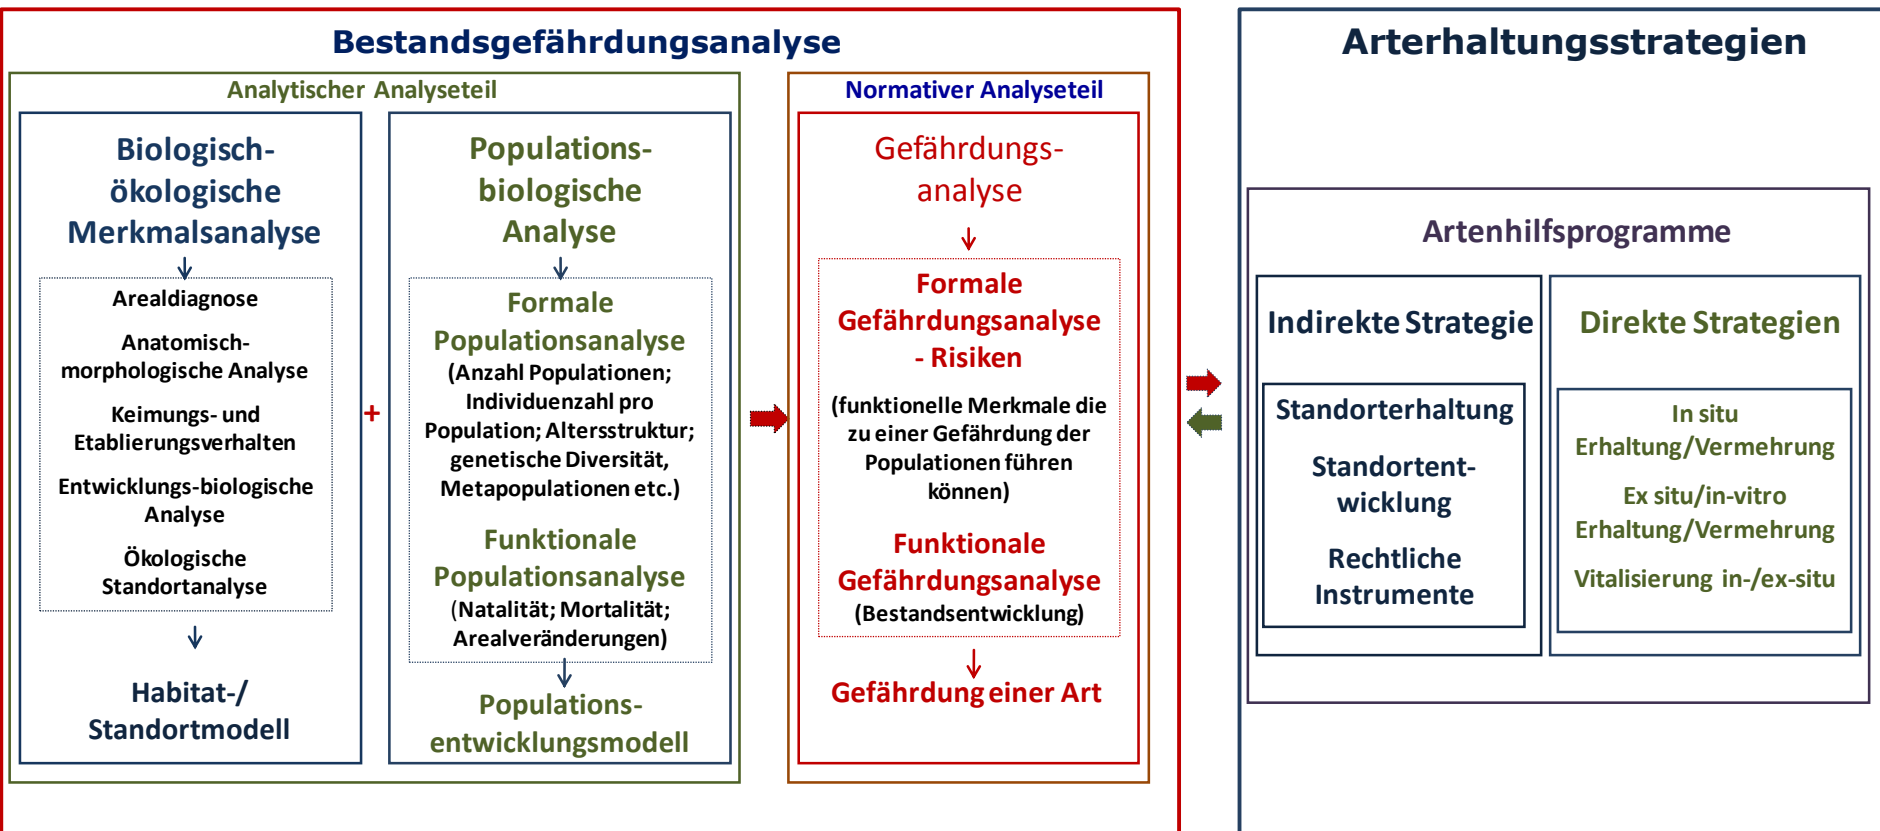 Bestandsgefährdungsanalyse
Analytischer Analyseteil
Biologisch-
ökologische
Merkmalsanalyse
Arealdiagnose
Anatomisch-
morphologische Analyse
Keimungs- und
Etablierungsverhalten
Entwicklungs-biologische
Analyse
Ökologische
Standortanalyse
Habitat-/
Standortmodell
+
Populations-
biologische
Analyse
Formale
Populationsanalyse
(Anzahl Populationen;
Individuenzahl pro
Population; Altersstruktur;
genetische Diversität,
Metapopulationen etc.)
Funktionale
Populationsanalyse
(Natalität; Mortalität;
Arealveränderungen)
Populations-
entwicklungsmodell
Normativer Analyseteil
Gefährdungs-
analyse
Formale
Gefährdungsanalyse
- Risiken
(funktionelle Merkmale die
zu einer Gefährdung der
Populationen führen
können)
Funktionale
Gefährdungsanalyse
(Bestandsentwicklung)
Gefährdung einer Art
Arterhaltungsstrategien
Artenhilfsprogramme
Indirekte Strategie
Standorterhaltung
Standortent-
wicklung
Rechtliche
Instrumente
Direkte Strategien
In situ
Erhaltung/Vermehrung
Ex situ/in-vitro
Erhaltung/Vermehrung
Vitalisierung in-/ex-situ